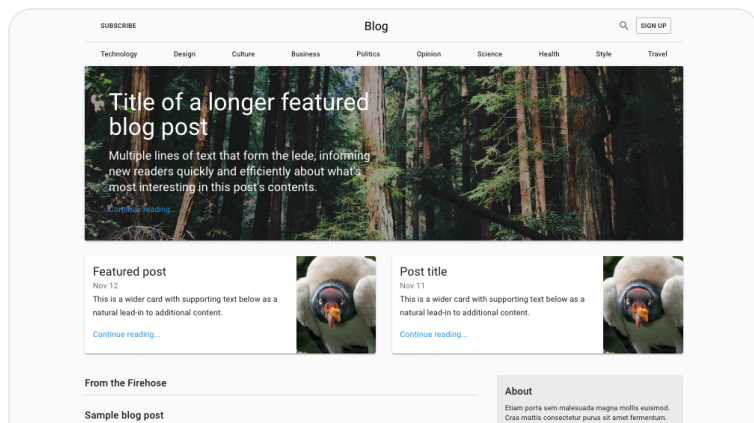 SUBSCRIBE
Blog
SIGN UP
Technology
Design
Culture
Business
Politics
Opinion
Science
Health
Style
Travel
Title of a longer featured
blog post
Multiple lines of text that form the lede, informing
new readers quickly and efficiently about what's
most interesting in this post's contents.
Continue reading...
Featured post
Nov 12
This is a wider card with supporting text below as a
natural lead-in to additional content.
Continue reading...
Post title
Nov 11
This is a wider card with supporting text below as a
natural lead-in to additional content.
Continue reading...
From the Firehose
Sample blog post
About
Etiam porta sem malesuada magna mollis euismod.
Cras mattis consectetur purus sit amet fermentum.